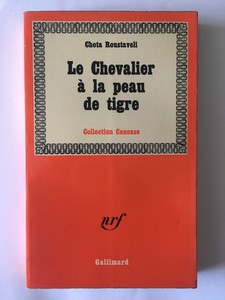 Chota Roustaveli
Le Chevalier
à la peau
de tigre
Collection Caucase
nrf
Gallimard